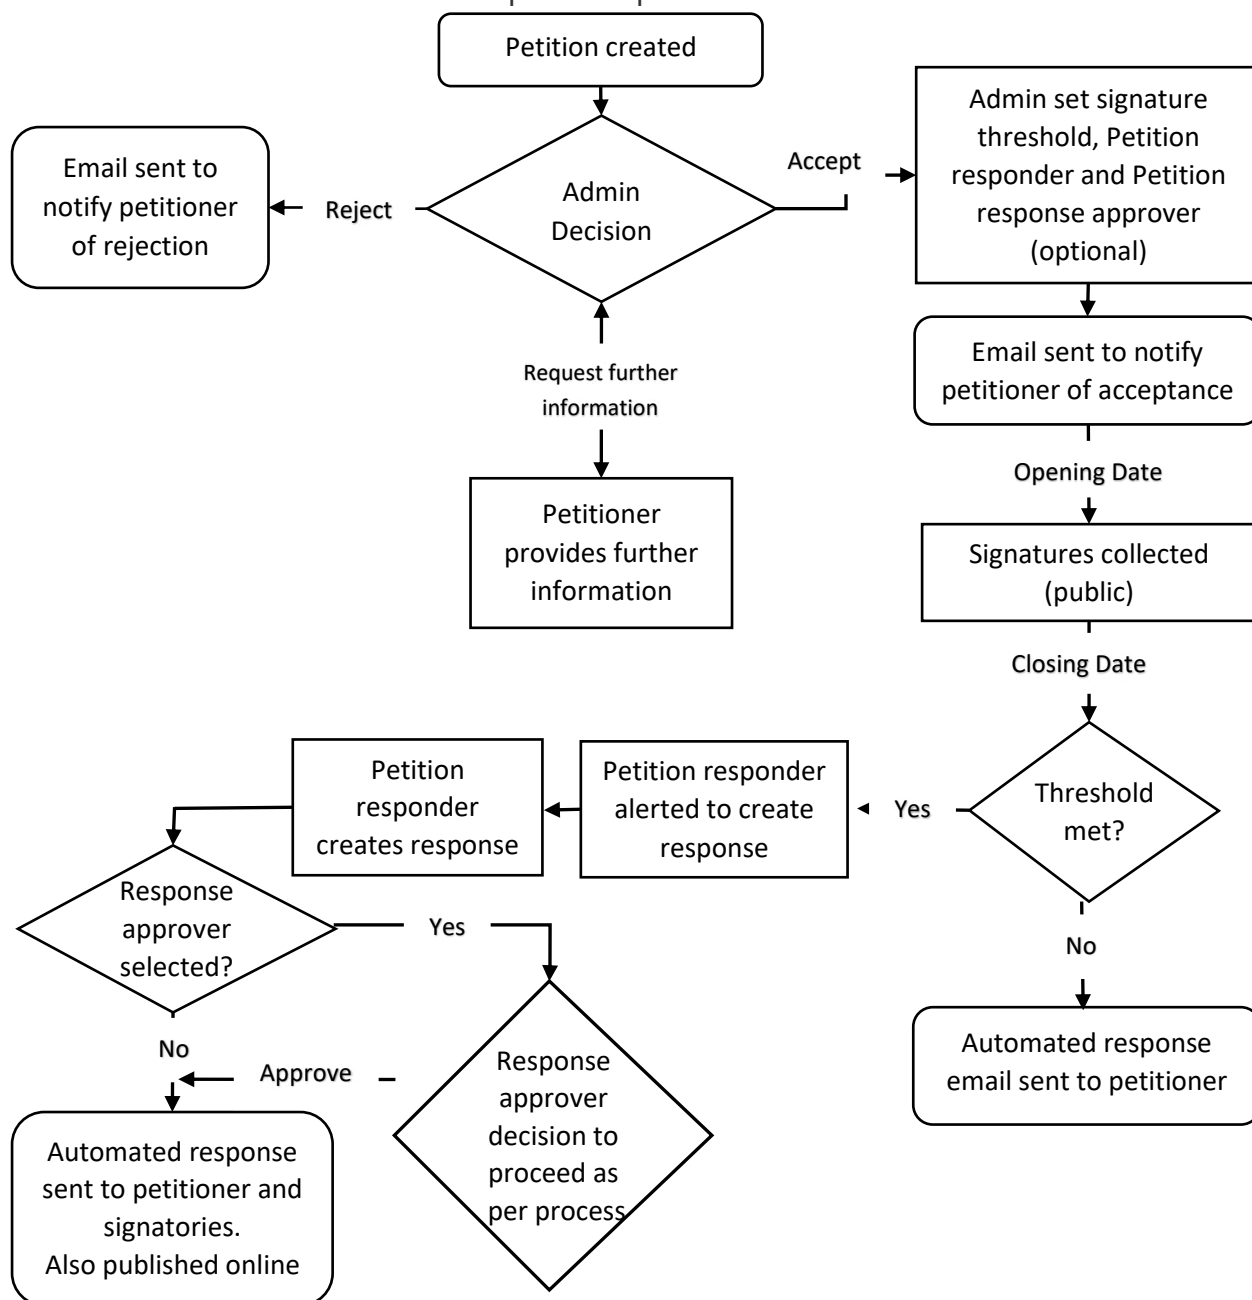 Petition created
Admin set signature
threshold, Petition
responder and Petition
response approver
(optional)
Email sent to
notify petitioner
of rejection
Reject
Admin
Decision
Accept
Email sent to notify
petitioner of acceptance
Request further
information
Opening Date
Petitioner
provides further
information
Signatures collected
(public)
Closing Date
Threshold
met?
Yes
Petition responder
alerted to create
response
Petition
responder
creates response
Response
approver
selected?
Yes
No
No
Approve
Response
approver
decision to
proceed as
per process
Automated response
email sent to petitioner
Automated response
sent to petitioner and
signatories.
Also published online